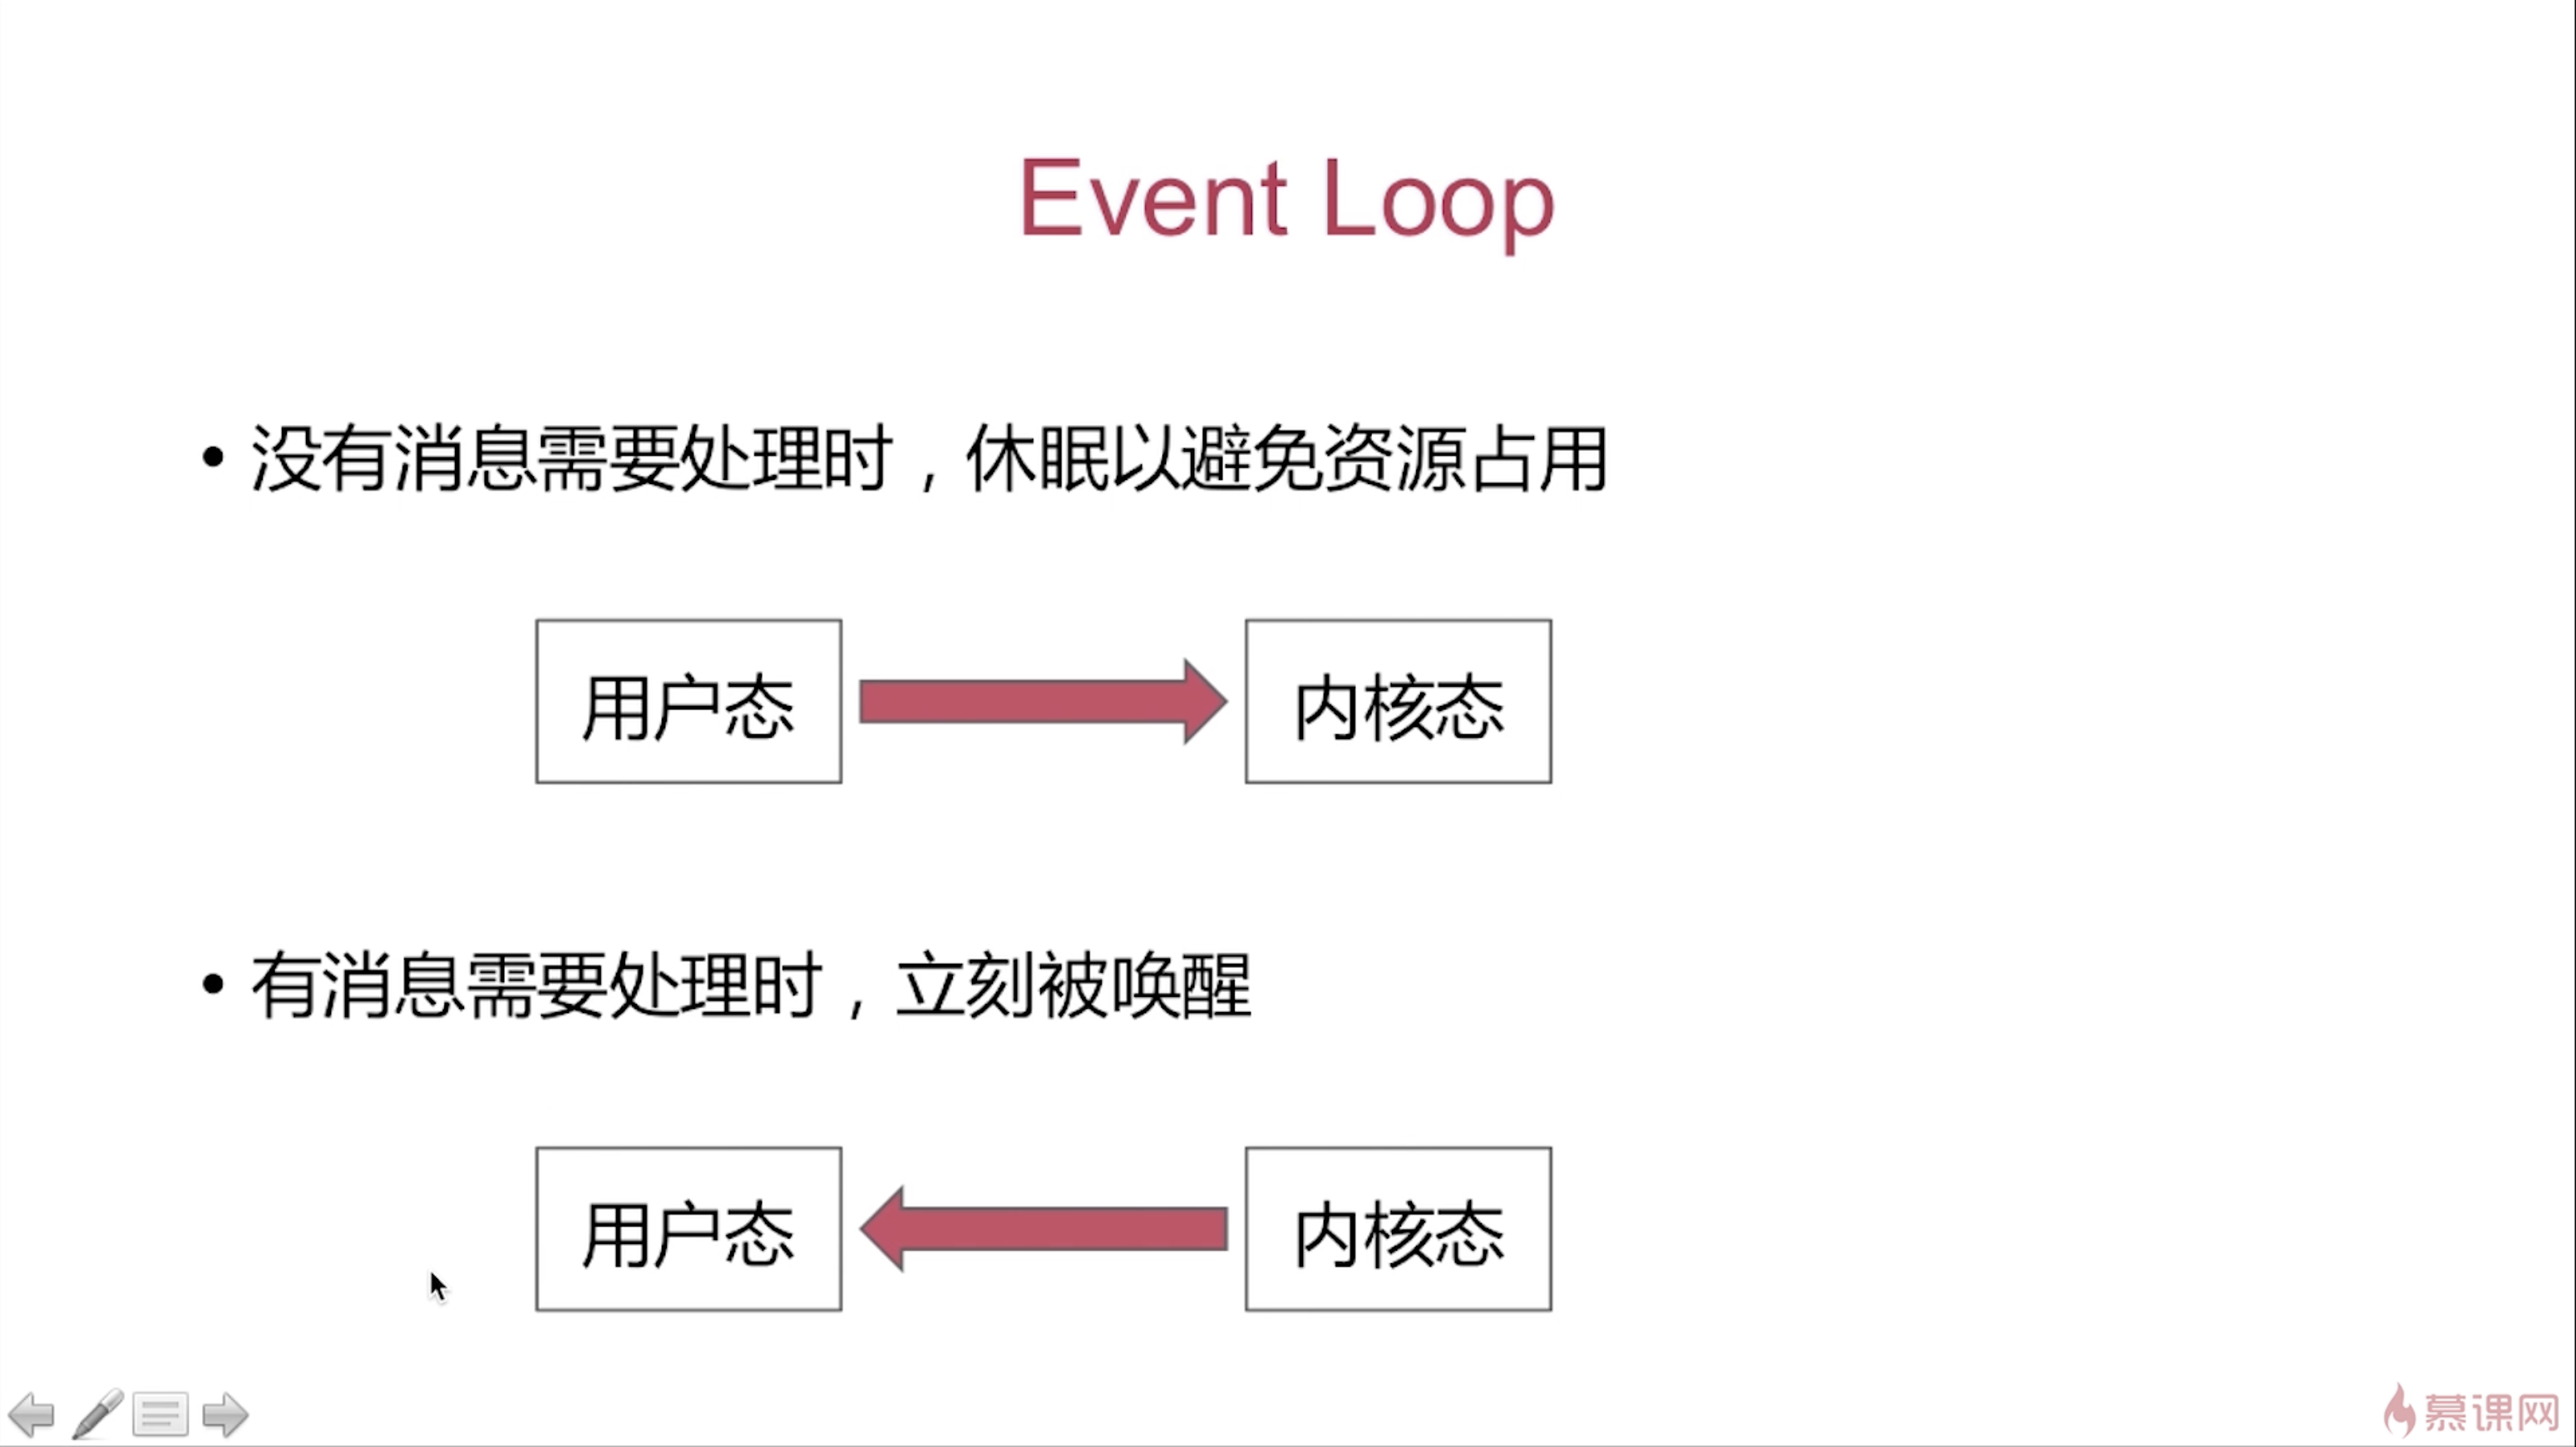 Event Loop
• 没有消息需要处理时，休眠以避免资源占用
用户态
内核态
• 有消息需要处理时，立刻被唤醒
用户态
内核态
慕课网